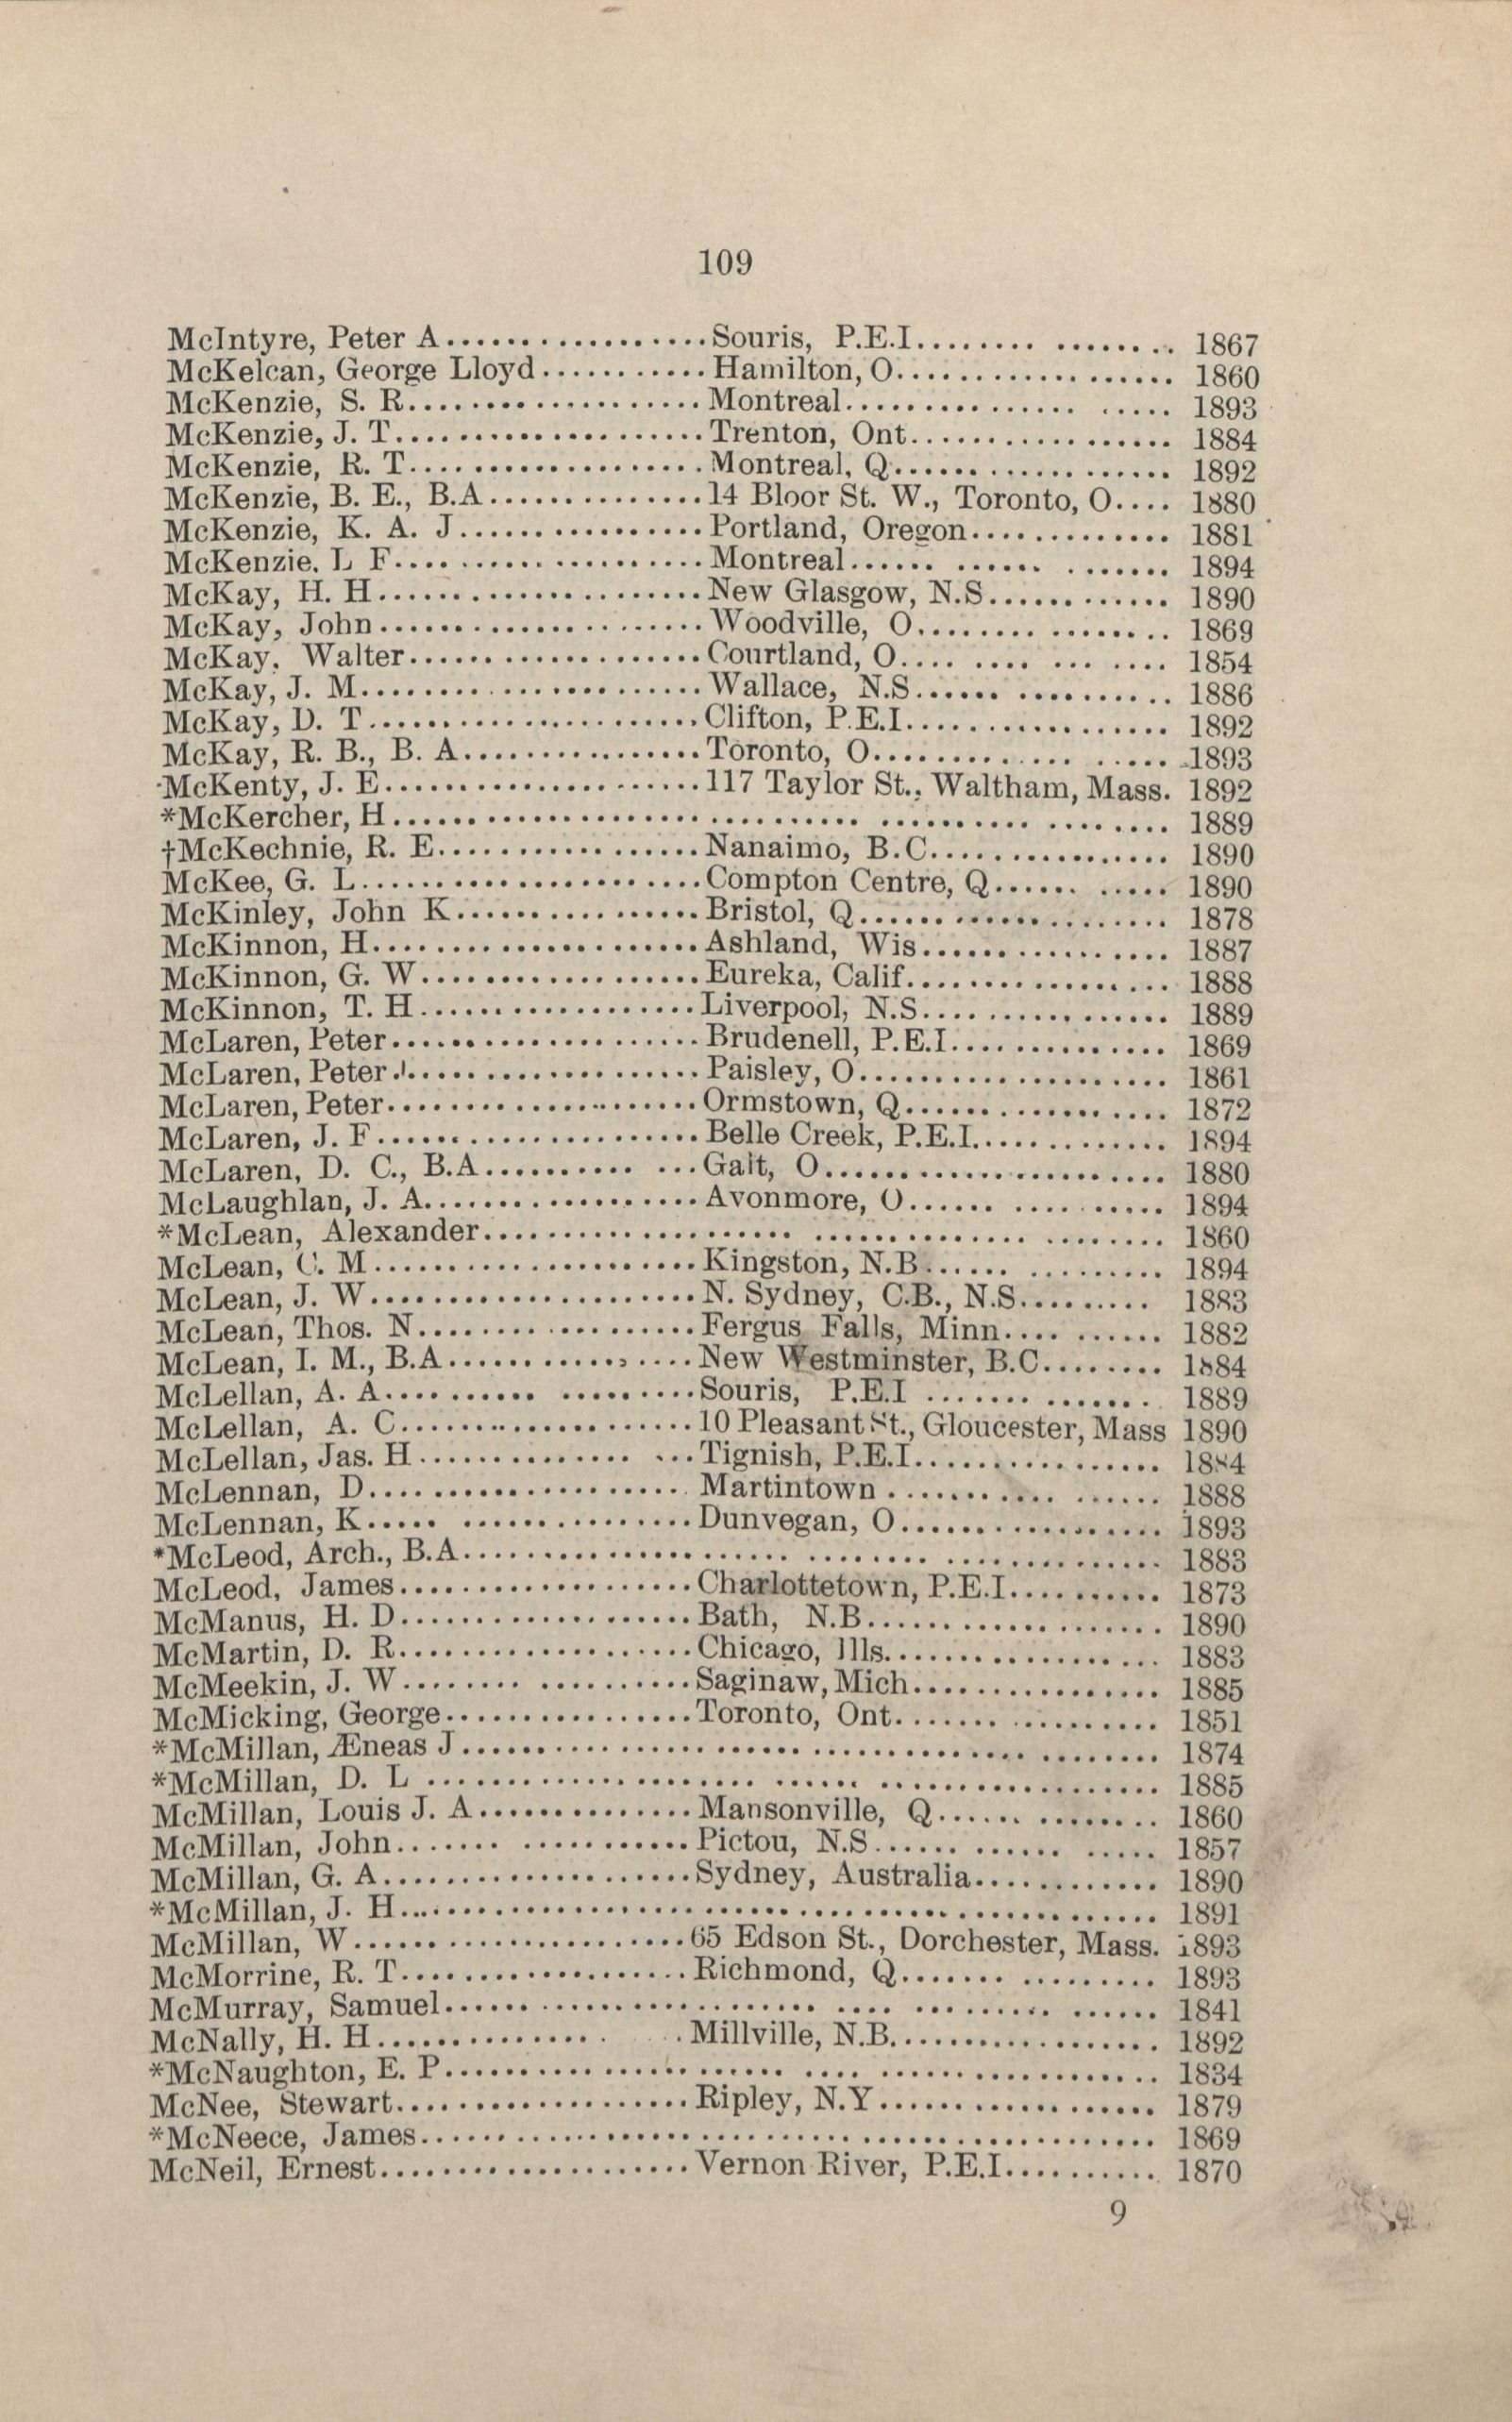 109
McIntyre, Peter A.................Souris, P.E.I........ ........ 1867
McKelcan, George Lloyd...........Hamilton, O.................. 1860
McKenzie, S. R...................Montreal............... ..... 1893
McKenzie, J. T...................Trenton, Ont................. 1884
McKenzie, R. T...................Montreal, Q.................. 1892
McKenzie, B. E., B.A..............14 Bloor St. W., Toronto, O.... 1880
McKenzie, K. A. J................Portland, Oregon............. 1881
McKenzie. L F....................Montreal...... ...... ....... 1894
McKay, H. H.....................New Glasgow, N.S............ 1890
McKay, John.....................Woodville, O........ ........ 1869
McKay. Walter...................Courtland, O.... .... ... .... 1854
McKay, J. M.....................Wallace, N.S...... .......... 1886
McKay, D. T.....................Clifton, P.E.I................. 1892
McKay, R. B., B. A...............Toronto, O............. ..... 1893
McKenty, J. E....................117 Taylor St., Waltham, Mass. 1892
*McKercher, H............................. .......... ........ 1889
†McKechnie, R. E.................Nanaimo, B.C................ 1890
McKee, G. L.....................Compton Centre, Q...... ..... 1890
McKinley, John K................Bristol, Q.................... 1878
McKinnon, H.....................Ashland, Wis................ 1887
McKinnon, G. W..................Eureka, Calif................. 1888
McKinnon, T. H..................Liverpool, N.S................ 1889
McLaren, Peter....................Brudenell, P.E.I.............. 1869
McLaren, Peter...................Paisley, O.................... 1861
McLaren, Peter....................Ormstown, Q................. 1872
McLaren, J. F.....................Belle Creek, P.E.I............. 1894
McLaren, D. C., B.A.......... ...Galt, O...................... 1880
McLaughlan, J. A..................Avonmore, O...... .......... 1894
*McLean, Alexander.................... ............... ........ 1860
McLean, C. M.....................Kingston, N.B...... ......... 1894
McLean, J. W.....................N. Sydney, C.B., N.S......... 1883
McLean, Thos. N..................Fergus Falls, Minn.... ...... 1882
McLean, I. M., B.A................New Westminster, B.C........ 1884
McLellan, A. A.......... .........Souris, P.E.I ....... ....... 1889
McLellan, A. C...................10 Pleasant St., Gloucester, Mass 1890
McLellan, Jas. H............... ...Tignish, P.E.I................ 1884
McLennan, D.....................Martintown ........... ...... 1888
McLennan, K..... ...............Dunvegan, O................. 1893
*McLeod, Arch., B.A..................... ........ .............. 1883
McLeod, James...................Charlottetown, P.E.I.......... 1873
McManus, H. D...................Bath, N.B.................... 1890
McMartin, D. R...................Chicago, Ills................. 1883
McMeekin, J. W........ ..........Saginaw, Mich................ 1885
McMicking, George................Toronto, Ont................. 1851
*McMillan, Æneas J..................................... ........ 1874
*McMillan, D. L ..................... ...... .................. 1885
McMillan, Louis J. A..............Mansonville, Q...... ........ 1860
McMillan, John....... ...........Pictou, N.S...... ...... ..... 1857
McMillan, G. A....................Sydney, Australia............ 1890
*McMillan, J. H................................................ 1891
McMillan, W......................65 Edson St., Dorchester, Mass. 1893
McMorrine, R. T..................Richmond, Q....... ......... 1893
McMurray, Samuel........................ .... ......... ...... 1841
McNally, H. H............... ...Millville, N.B................. 1892
*McNaughton, E. P...................... .... .................. 1834
McNee, Stewart...................Ripley, N.Y.................. 1879
*McNeece, James............................................... 1869
McNeil, Ernest....................Vernon River, P.E.I.......... 1870
9